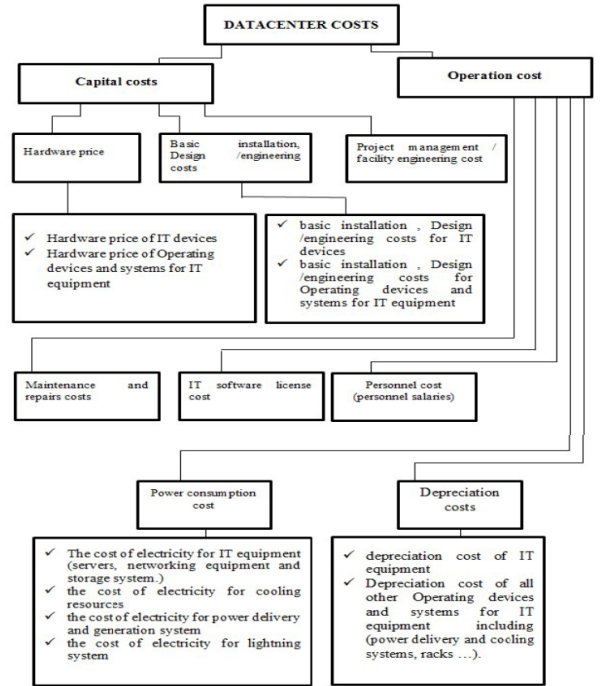 DATACENTER COSTS
Capital costs
Operation cost
Hardware price
Basic installation,
Design /engineering
costs
Project management /
facility engineering cost
✓ Hardware price of IT devices
✓ Hardware price of Operating
devices and systems for IT
equipment
✓ basic installation , Design
/engineering costs for IT
devices
✓ basic installation , Design
/engineering costs for
Operating devices and
systems for IT equipment
Maintenance and
repairs costs
IT software license
cost
Personnel cost
(personnel salaries)
Power consumption
cost
Depreciation
costs
✓ The cost of electricity for IT equipment
(servers, networking equipment and
storage system.)
✓ the cost of electricity for cooling
resources
✓ the cost of electricity for power delivery
and generation system
✓ the cost of electricity for lightning
system
✓ depreciation cost of IT
equipment
✓ Depreciation cost of all
other Operating devices
and systems for IT
equipment including
(power delivery and cooling
systems, racks …).